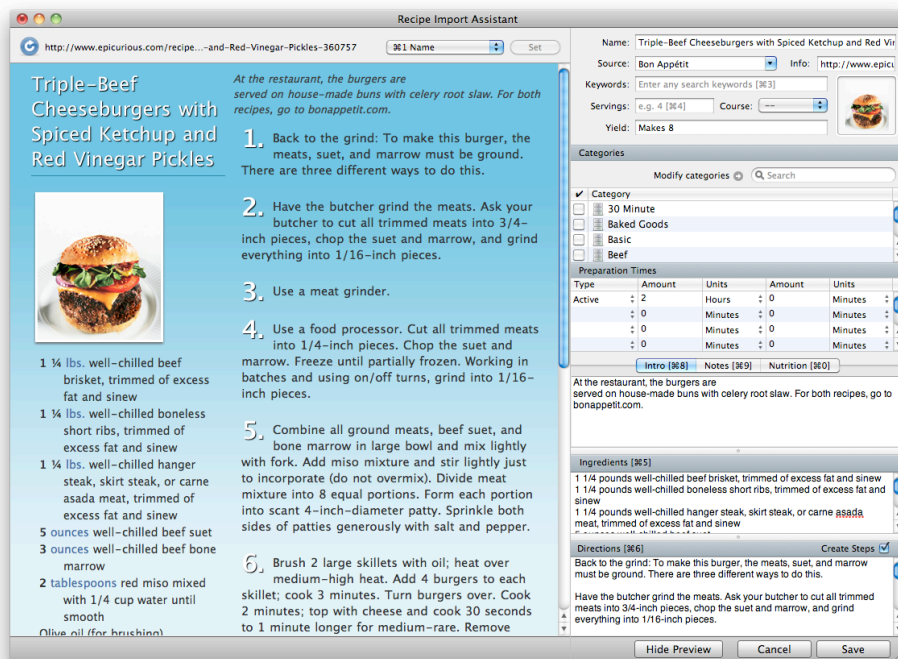 Recipe Import Assistant
http://www.epicurious.com/recipe...-and-Red-Vinegar-Pickles-360757
⌘1 Name
Set
Triple-Beef
Cheeseburgers with
Spiced Ketchup and
Red Vinegar Pickles
1 ¼ lbs. well-chilled beef
brisket, trimmed of excess
fat and sinew
1 ¼ lbs. well-chilled boneless
short ribs, trimmed of
excess fat and sinew
1 ¼ lbs. well-chilled hanger
steak, skirt steak, or carne
asada meat, trimmed of
excess fat and sinew
5 ounces well-chilled beef suet
3 ounces well-chilled beef bone
marrow
2 tablespoons red miso mixed
with 1/4 cup water until
smooth
Olive oil (for brushing)
At the restaurant, the burgers are
served on house-made buns with celery root slaw. For both
recipes, go to bonappetit.com.
1. Back to the grind: To make this burger, the
meats, suet, and marrow must be ground.
There are three different ways to do this.
2. Have the butcher grind the meats. Ask your
butcher to cut all trimmed meats into 3/4-
inch pieces, chop the suet and marrow, and grind
everything into 1/16-inch pieces.
3. Use a meat grinder.
4. Use a food processor. Cut all trimmed meats
into 1/4-inch pieces. Chop the suet and
marrow. Freeze until partially frozen. Working in
batches and using on/off turns, grind into 1/16-
inch pieces.
5. Combine all ground meats, beef suet, and
bone marrow in large bowl and mix lightly
with fork. Add miso mixture and stir lightly just
to incorporate (do not overmix). Divide meat
mixture into 8 equal portions. Form each portion
into scant 4-inch-diameter patty. Sprinkle both
sides of patties generously with salt and pepper.
6. Brush 2 large skillets with oil; heat over
medium-high heat. Add 4 burgers to each
skillet; cook 3 minutes. Turn burgers over. Cook
2 minutes; top with cheese and cook 30 seconds
to 1 minute longer for medium-rare. Remove
Name: Triple-Beef Cheeseburgers with Spiced Ketchup and Red Vin
Source: Bon Appétit Info: http://www.epicu
Keywords: Enter any search keywords [⌘3]
Servings: e.g. 4 [⌘4] Course: --
Yield: Makes 8
Categories
Modify categories Search
✔ Category
30 Minute
Baked Goods
Basic
Beef
Preparation Times
Type Amount Units Amount Units
Active 2 Hours 0 Minutes
0 Minutes 0 Minutes
0 Minutes 0 Minutes
0 Minutes 0 Minutes
Intro [⌘8] Notes [⌘9] Nutrition [⌘0]
At the restaurant, the burgers are
served on house-made buns with celery root slaw. For both recipes, go to
bonappetit.com.
Ingredients [⌘5]
1 1/4 pounds well-chilled beef brisket, trimmed of excess fat and sinew
1 1/4 pounds well-chilled boneless short ribs, trimmed of excess fat and
sinew
1 1/4 pounds well-chilled hanger steak, skirt steak, or carne asada
meat, trimmed of excess fat and sinew
5 ounces well-chilled beef suet
Directions [⌘6] Create Steps
Back to the grind: To make this burger, the meats, suet, and marrow
must be ground. There are three different ways to do this.
Have the butcher grind the meats. Ask your butcher to cut all trimmed
meats into 3/4-inch pieces, chop the suet and marrow, and grind
everything into 1/16-inch pieces.
Hide Preview
Cancel
Save